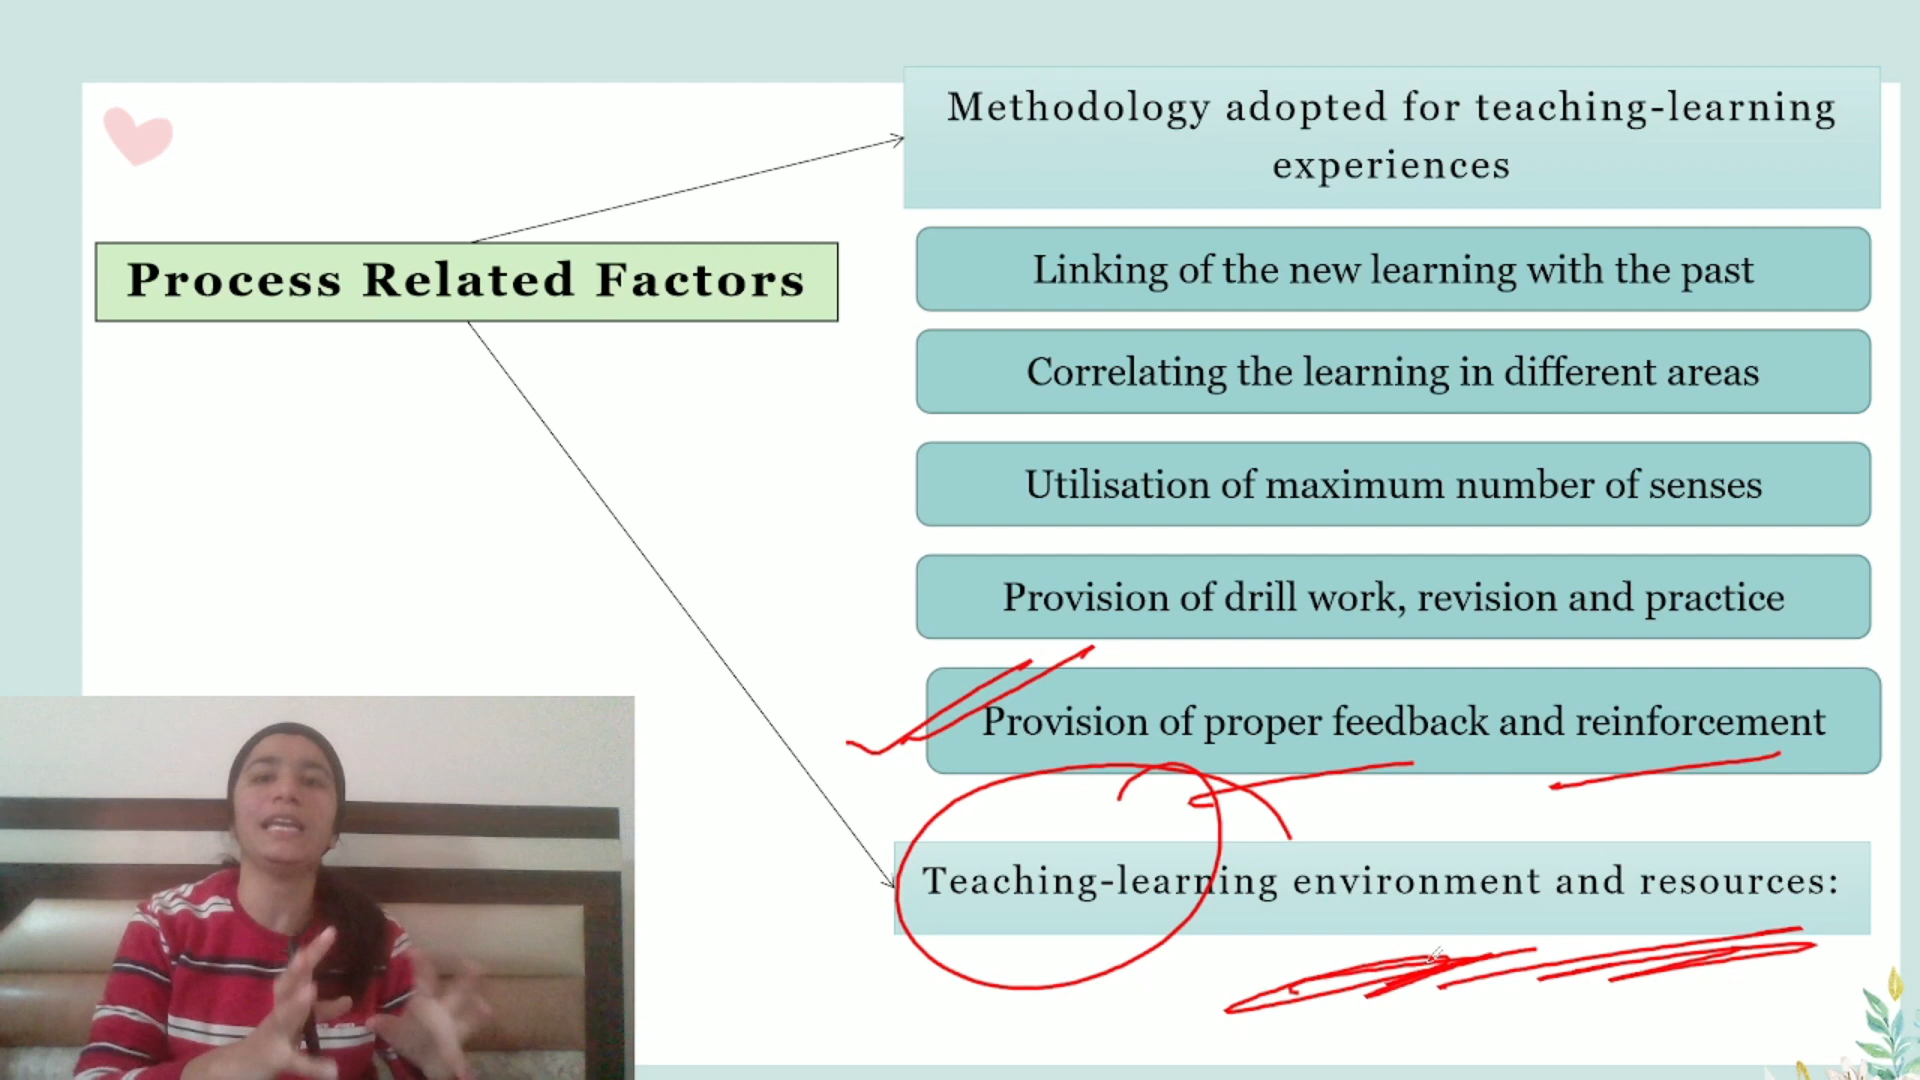 Methodology adopted for teaching-learning
experiences
Process Related Factors
Linking of the new learning with the past
Correlating the learning in different areas
Utilisation of maximum number of senses
Provision of drill work, revision and practice
Provision of proper feedback and reinforcement
Teaching-learning environment and resources: